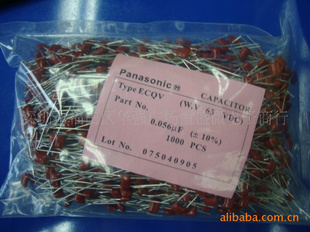 Panasonic® CAPACITOR
Type ECQV (W.V 63 VDC)
Part No.
0.056μF (±10%)
1000 PCS
Lot No. 075040905
alibaba.com.cn